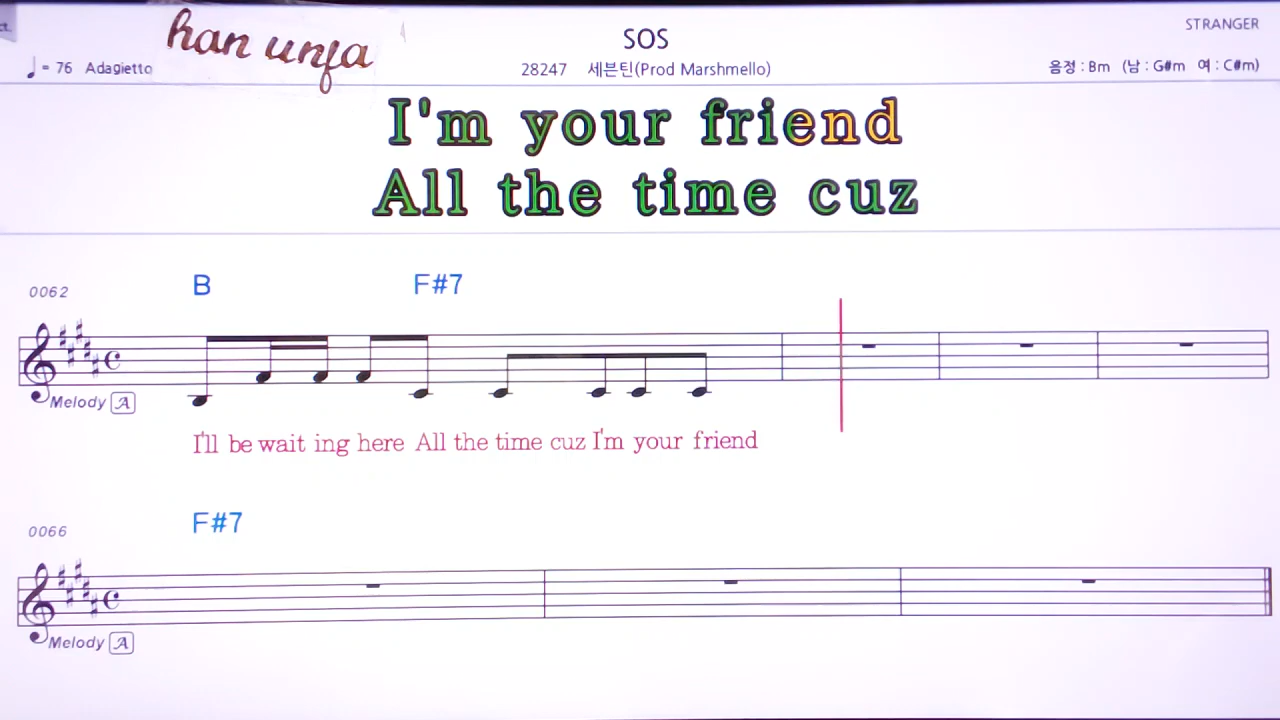 ct.
han unfa
SOS
STRANGER
♩= 76 Adagietto
28247 세븐틴(Prod Marshmello)
음정 : Bm (남 : G#m 여 : C#m)
I'm your friend
All the time cuz
B F#7
0062
Melody A
I'll be wait ing here All the time cuz I'm your friend
F#7
0066
Melody A